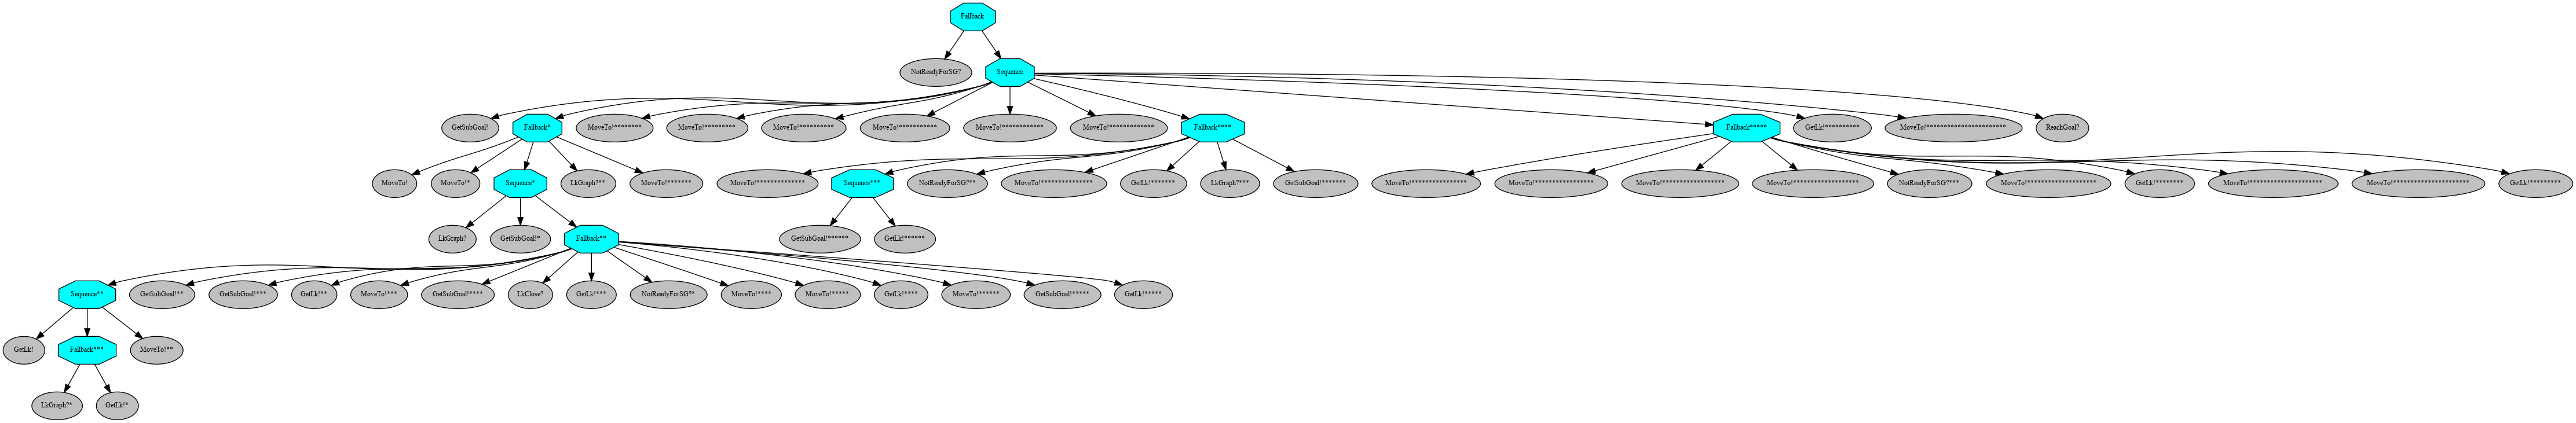 Fallback
NotReadyForSG?
Sequence
GetSubGoal!
Fallback*
MoveTo!********
MoveTo!*********
MoveTo!**********
MoveTo!***********
MoveTo!************
MoveTo!*************
Fallback****
Fallback*****
GetLk!**********
MoveTo!***********************
ReachGoal?
MoveTo!
MoveTo!*
Sequence*
LkGraph?**
MoveTo!*******
MoveTo!**************
Sequence***
NotReadyForSG?**
MoveTo!***************
GetLk!*******
LkGraph?***
GetSubGoal!*******
MoveTo!****************
MoveTo!*****************
MoveTo!******************
MoveTo!*******************
NotReadyForSG?***
MoveTo!********************
GetLk!********
MoveTo!*********************
MoveTo!**********************
GetLk!*********
LkGraph?
GetSubGoal!*
Fallback**
GetSubGoal!******
GetLk!******
Sequence**
GetSubGoal!**
GetSubGoal!***
GetLk!**
MoveTo!***
GetSubGoal!****
LkClose?
GetLk!***
NotReadyForSG?*
MoveTo!****
MoveTo!*****
GetLk!****
MoveTo!******
GetSubGoal!*****
GetLk!*****
GetLk!
Fallback***
MoveTo!**
LkGraph?*
GetLk!*